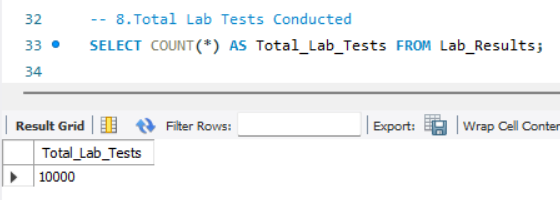 32 -- 8.Total Lab Tests Conducted
33 SELECT COUNT(*) AS Total_Lab_Tests FROM Lab_Results;
34
Result Grid Filter Rows: Export: Wrap Cell Conten
Total_Lab_Tests
10000